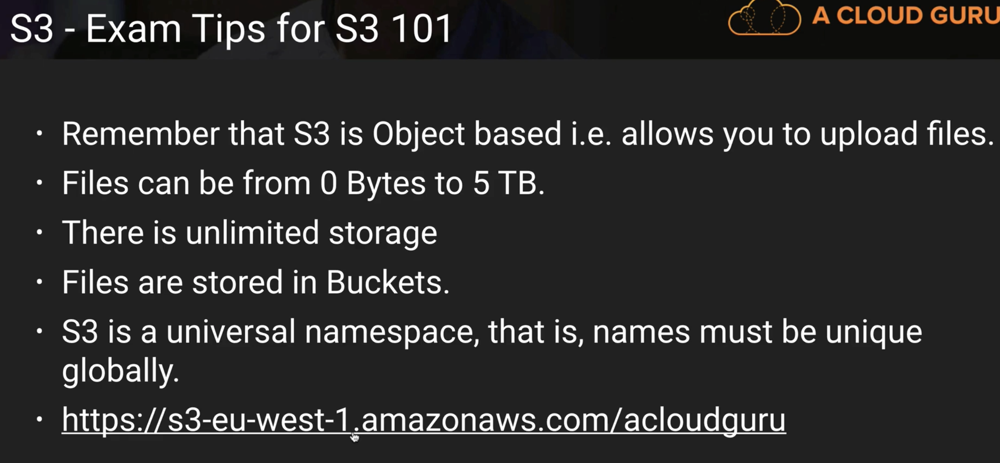 S3 - Exam Tips for S3 101
A CLOUD GURU
• Remember that S3 is Object based i.e. allows you to upload files.
• Files can be from 0 Bytes to 5 TB.
• There is unlimited storage
• Files are stored in Buckets.
• S3 is a universal namespace, that is, names must be unique
globally.
• https://s3-eu-west-1.amazonaws.com/acloudguru